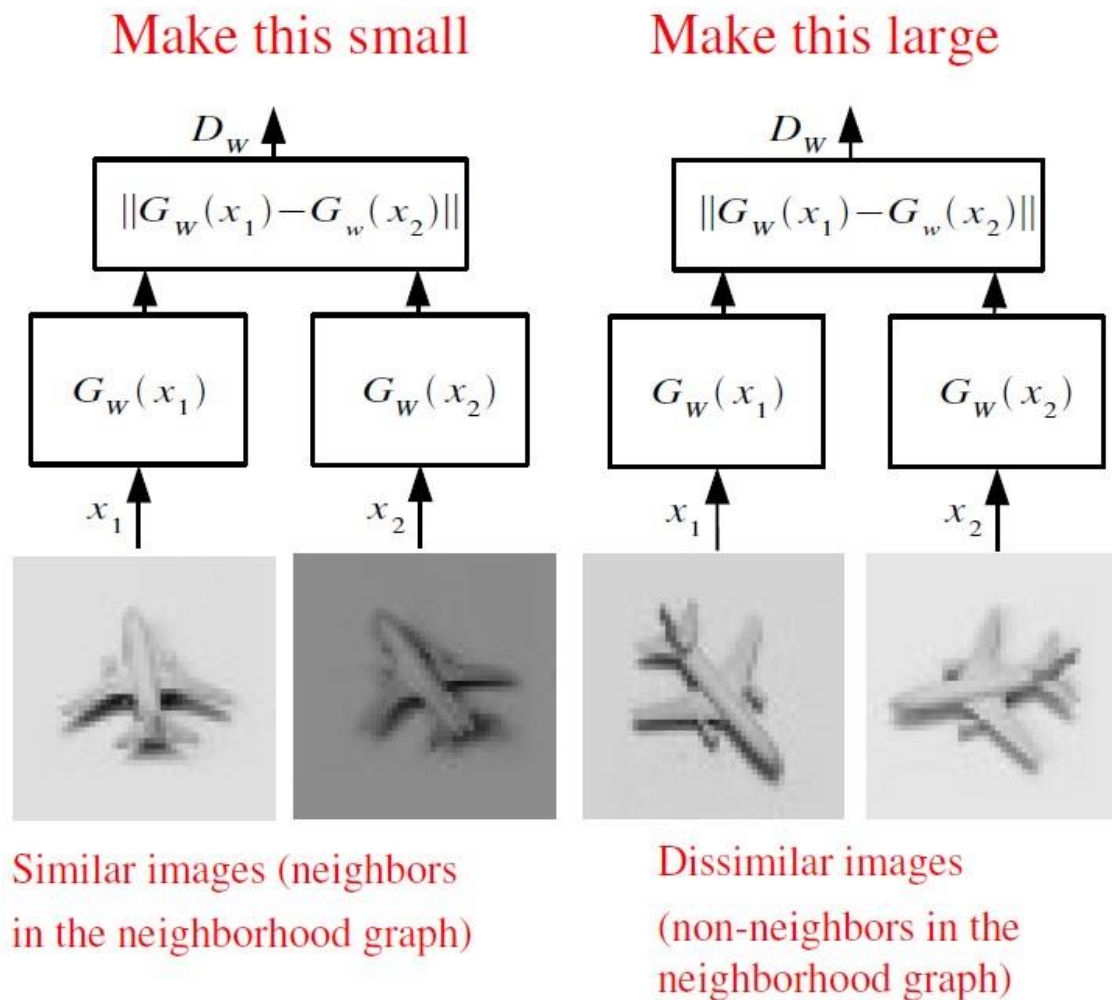 Make this small
D_W
||G_W(x_1)−G_w(x_2)||
G_W(x_1)
G_W(x_2)
x_1
x_2
Similar images (neighbors
in the neighborhood graph)
Make this large
D_W
||G_W(x_1)−G_w(x_2)||
G_W(x_1)
G_W(x_2)
x_1
x_2
Dissimilar images
(non-neighbors in the
neighborhood graph)